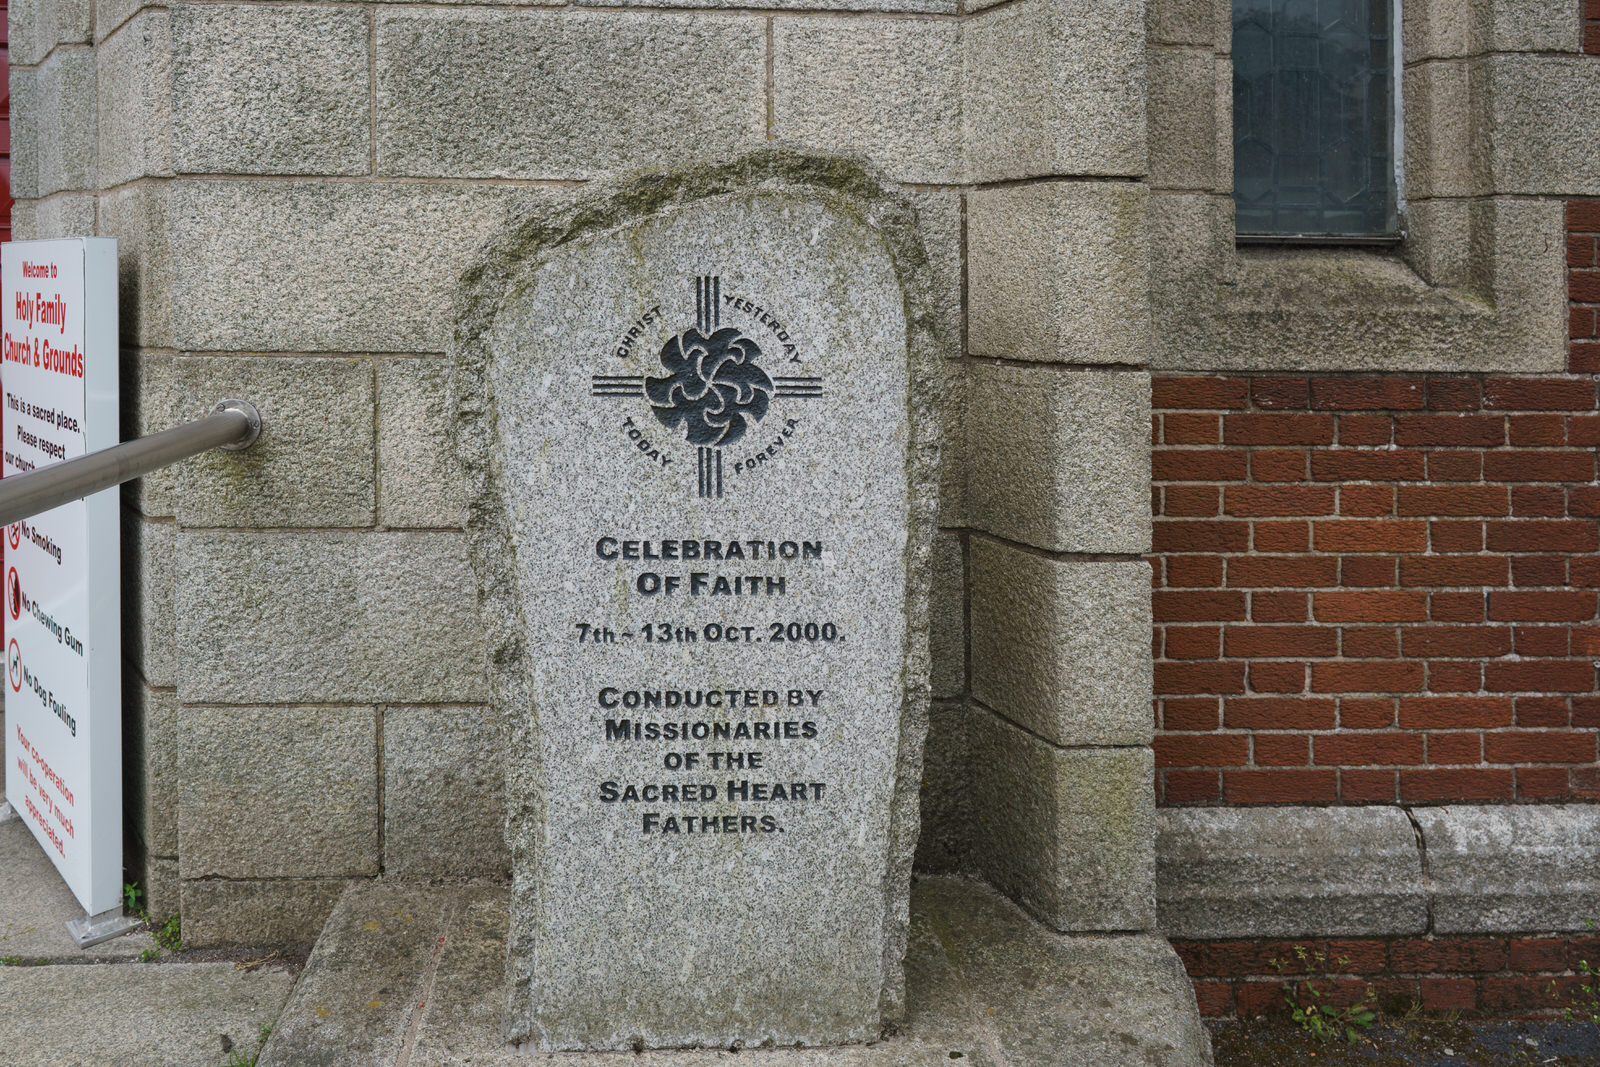 Welcome to
Holy Family
Church & Grounds
This is a sacred place.
Please respect
our church
No Smoking
No Chewing Gum
No Dog Fouling
Your co-operation
will be very much
appreciated.
CHRIST YESTERDAY
TODAY FOREVER
CELEBRATION
OF FAITH
7th ~ 13th OCT. 2000.
CONDUCTED BY
MISSIONARIES
OF THE
SACRED HEART
FATHERS.